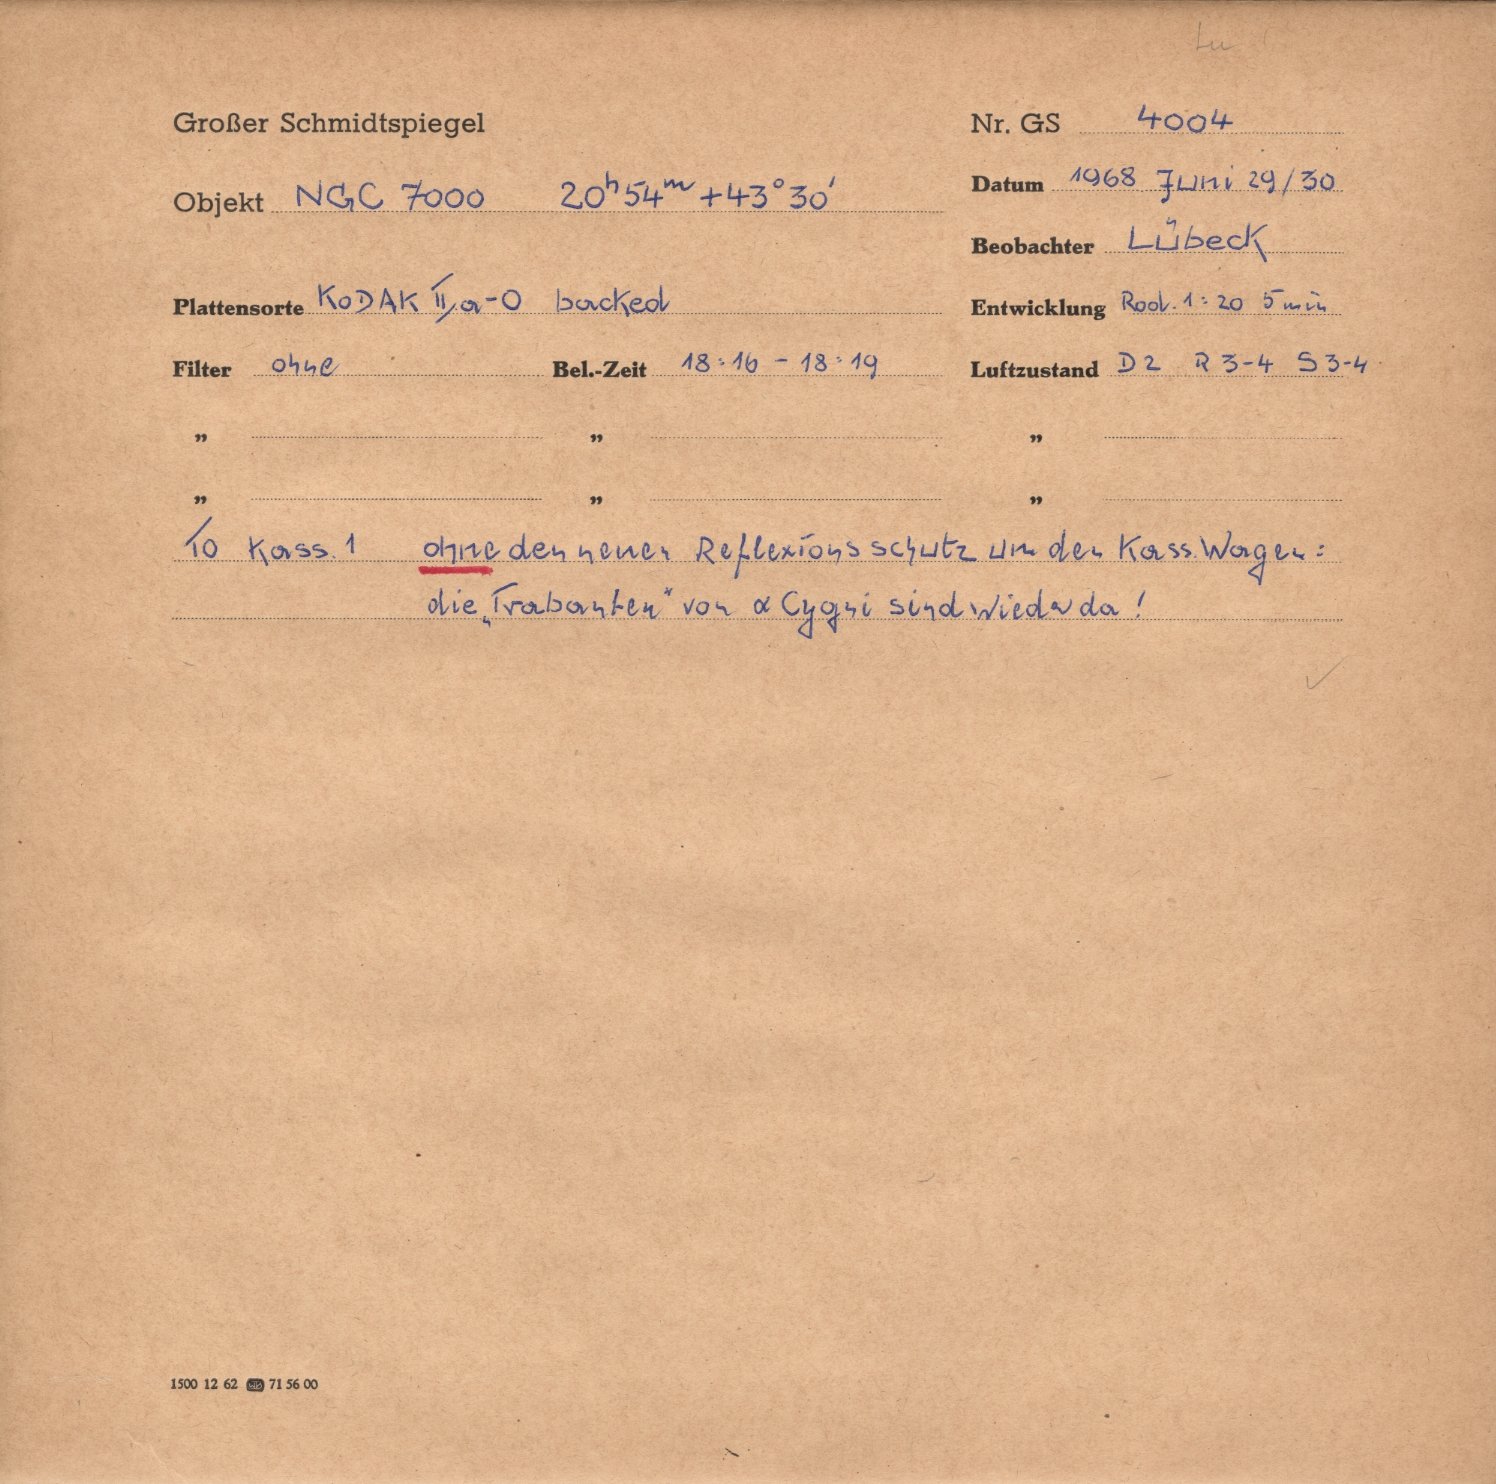 Lu
Großer Schmidtspiegel Nr. GS 4004
Objekt NGC 7000 20ʰ54ᵐ +43°30′ Datum 1968 Juni 29/30
Beobachter Lübeck
Plattensorte KODAK IIa-O backed Entwicklung Rod. 1:20 5 min
Filter ohne Bel.-Zeit 18:16 - 18:19 Luftzustand D2 R 3-4 S 3-4
„ „ „
„ „ „
TO Kass. 1 ohne den neuen Reflexionsschutz um den Kass.Wagen:
die „Trabanten“ von α Cygni sind wieder da!
1500 12 62 71 56 00